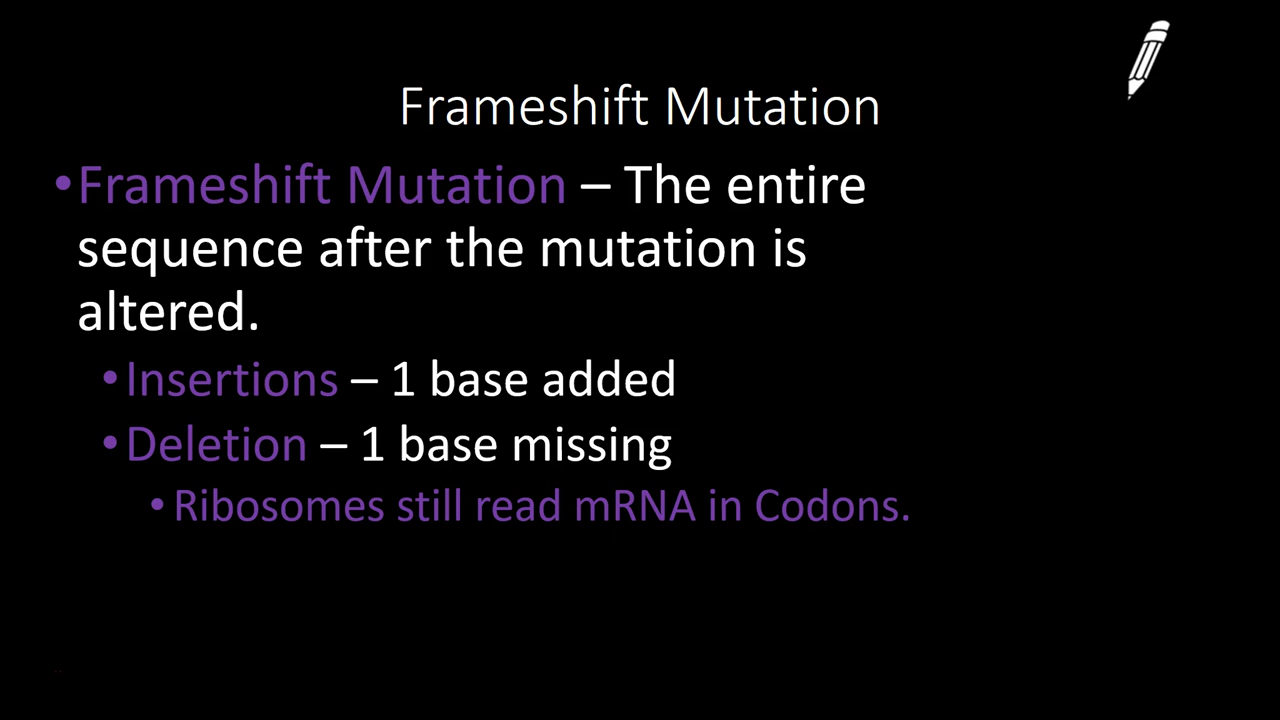 Frameshift Mutation
•Frameshift Mutation – The entire
sequence after the mutation is
altered.
•Insertions – 1 base added
•Deletion – 1 base missing
•Ribosomes still read mRNA in Codons.